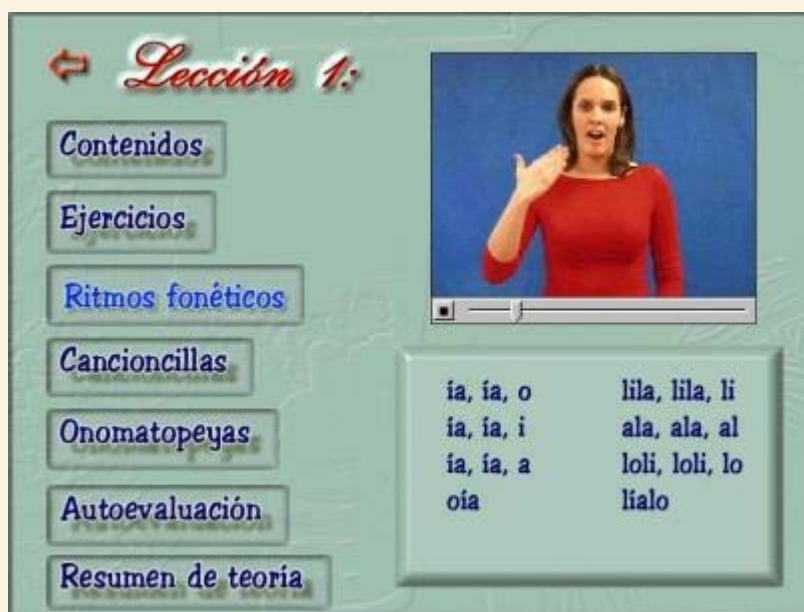 Lección 1:
Contenidos
Ejercicios
Ritmos fonéticos
Cancioncillas
Onomatopeyas
Autoevaluación
Resumen de teoría
ía, ía, o
ía, ía, i
ía, ía, a
oía
lila, lila, li
ala, ala, al
loli, loli, lo
líalo